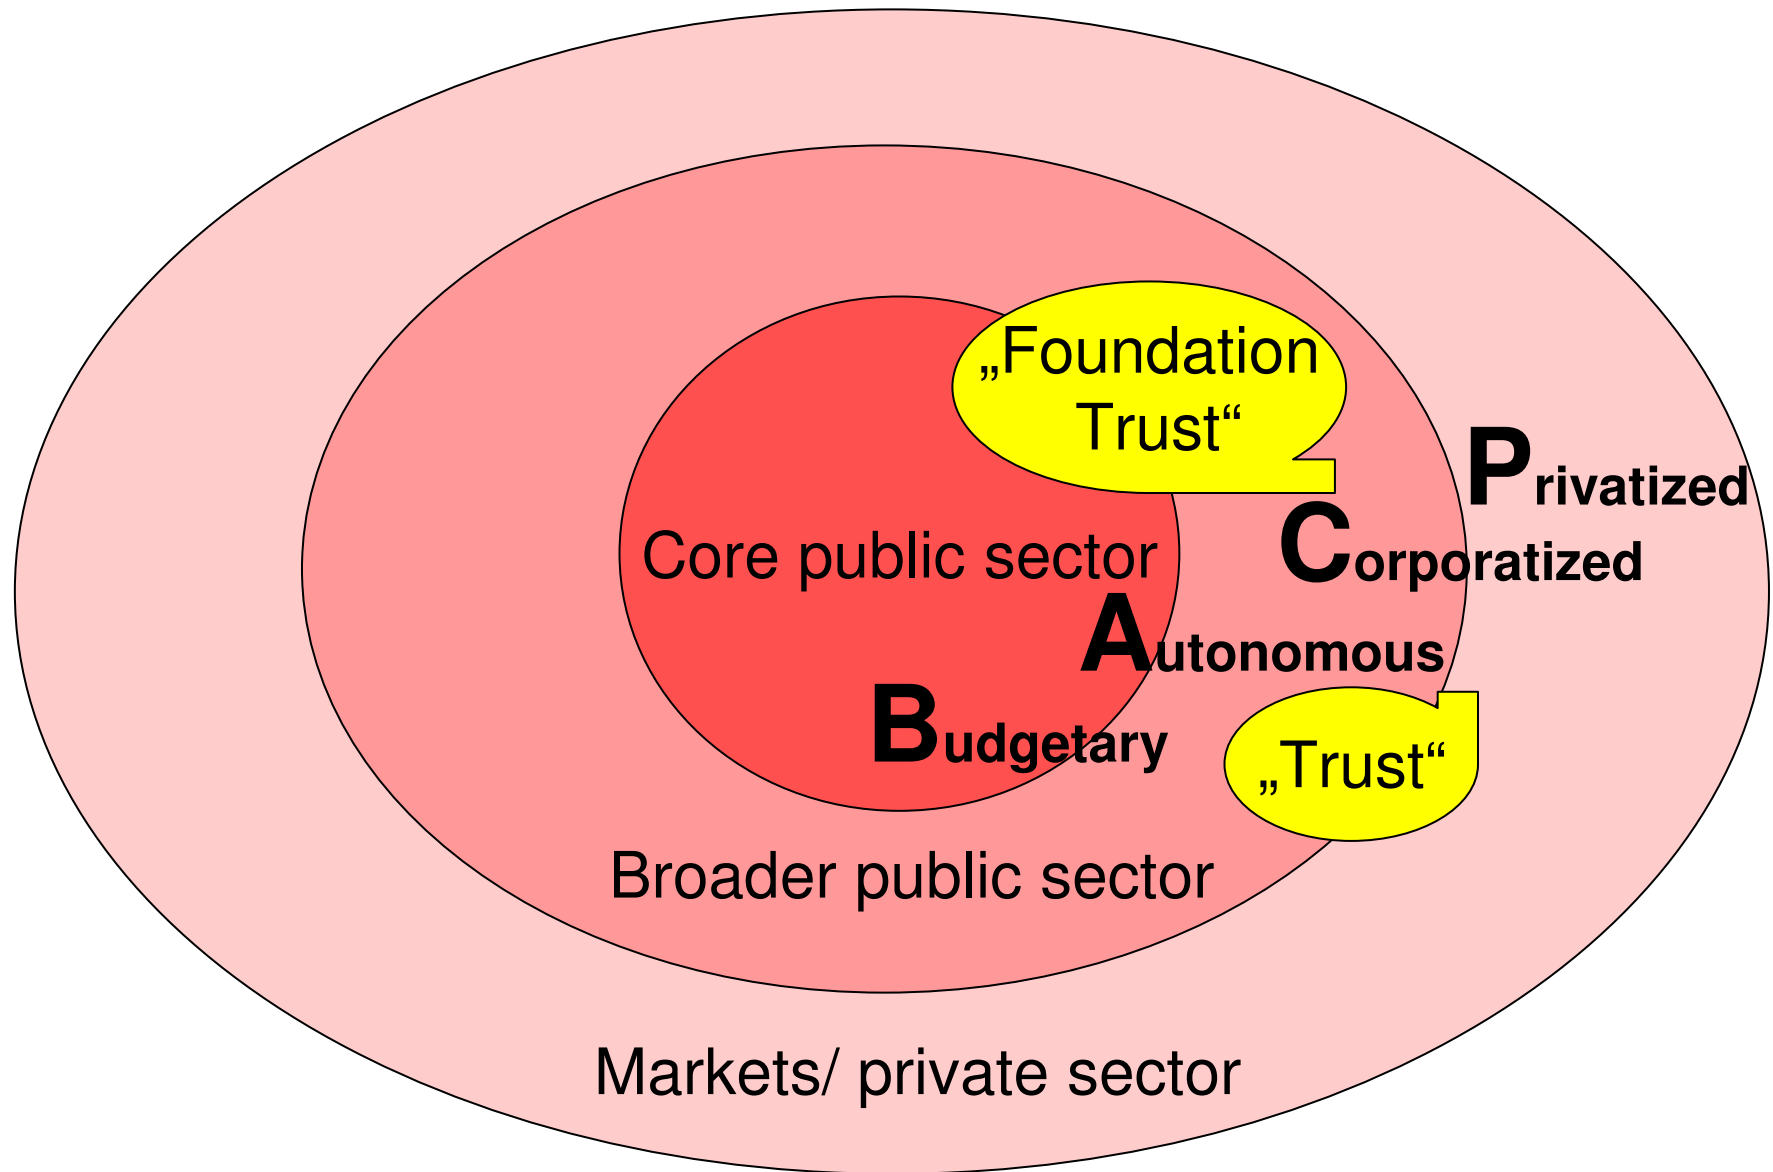 „Foundation
Trust“
Privatized
Corporatized
Core public sector
Autonomous
Budgetary
„Trust“
Broader public sector
Markets/ private sector